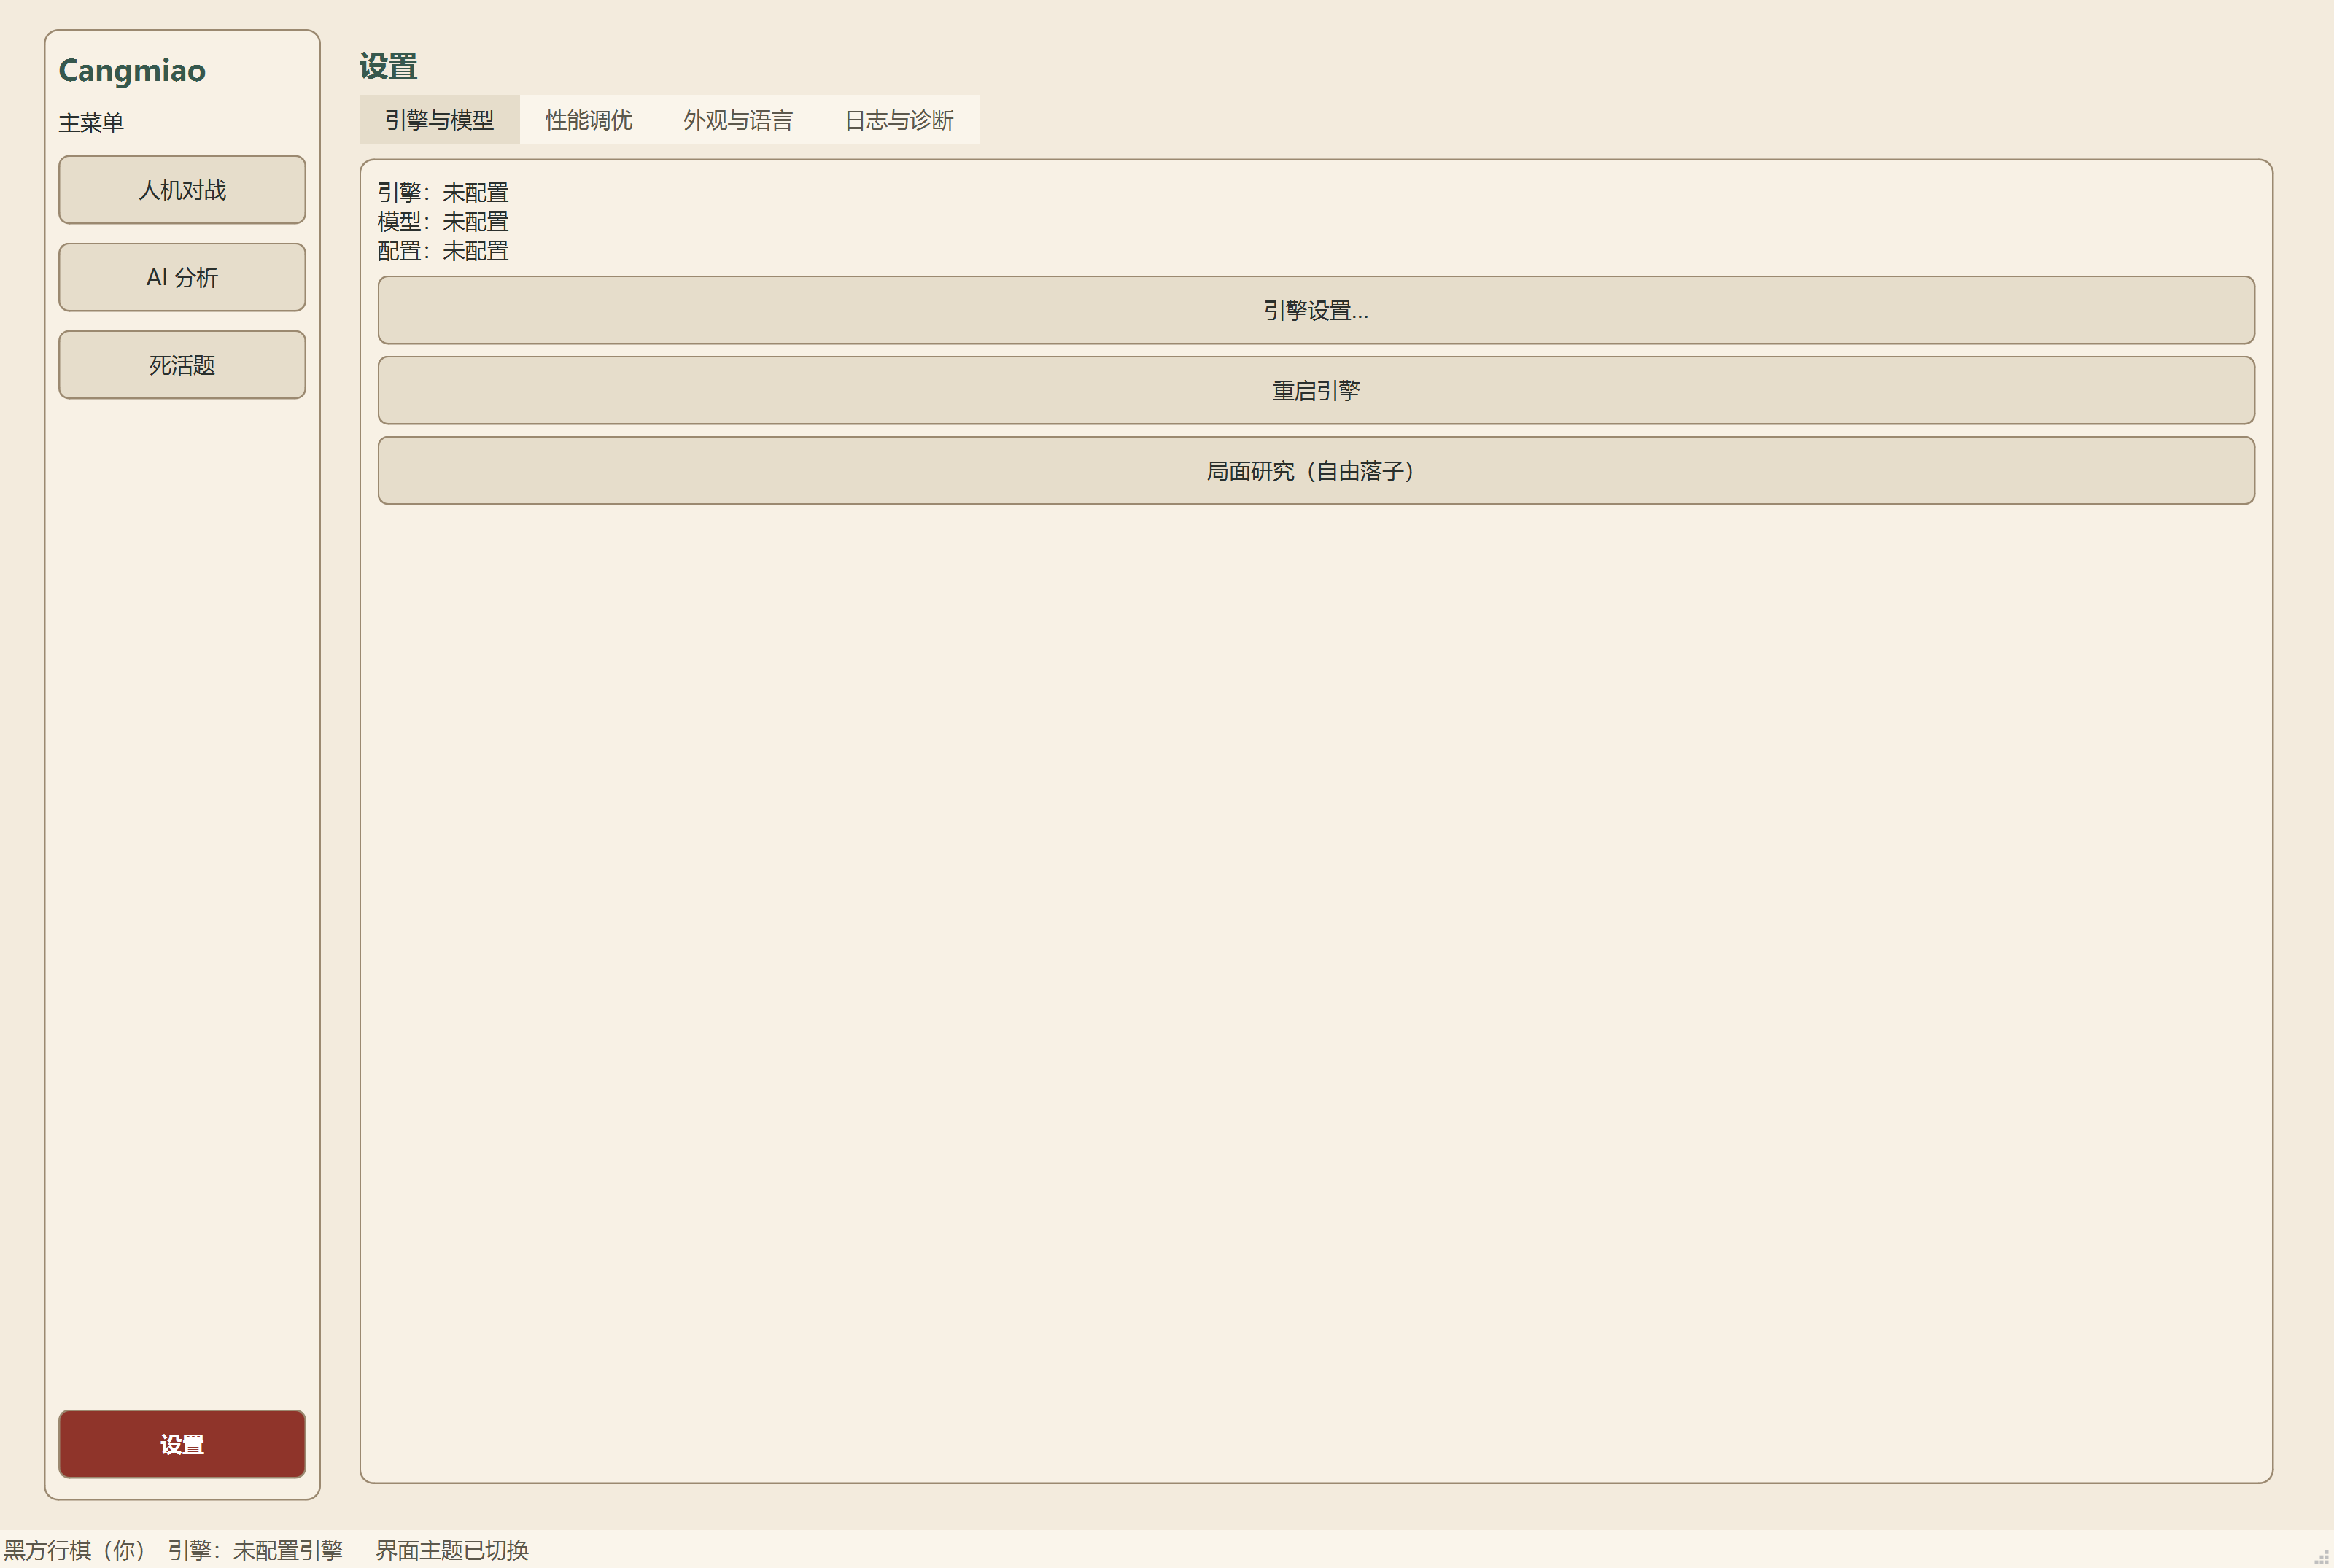 Cangmiao
主菜单
人机对战
AI 分析
死活题
设置
设置
引擎与模型 性能调优 外观与语言 日志与诊断
引擎：未配置
模型：未配置
配置：未配置
引擎设置...
重启引擎
局面研究（自由落子）
黑方行棋（你） 引擎：未配置引擎 界面主题已切换